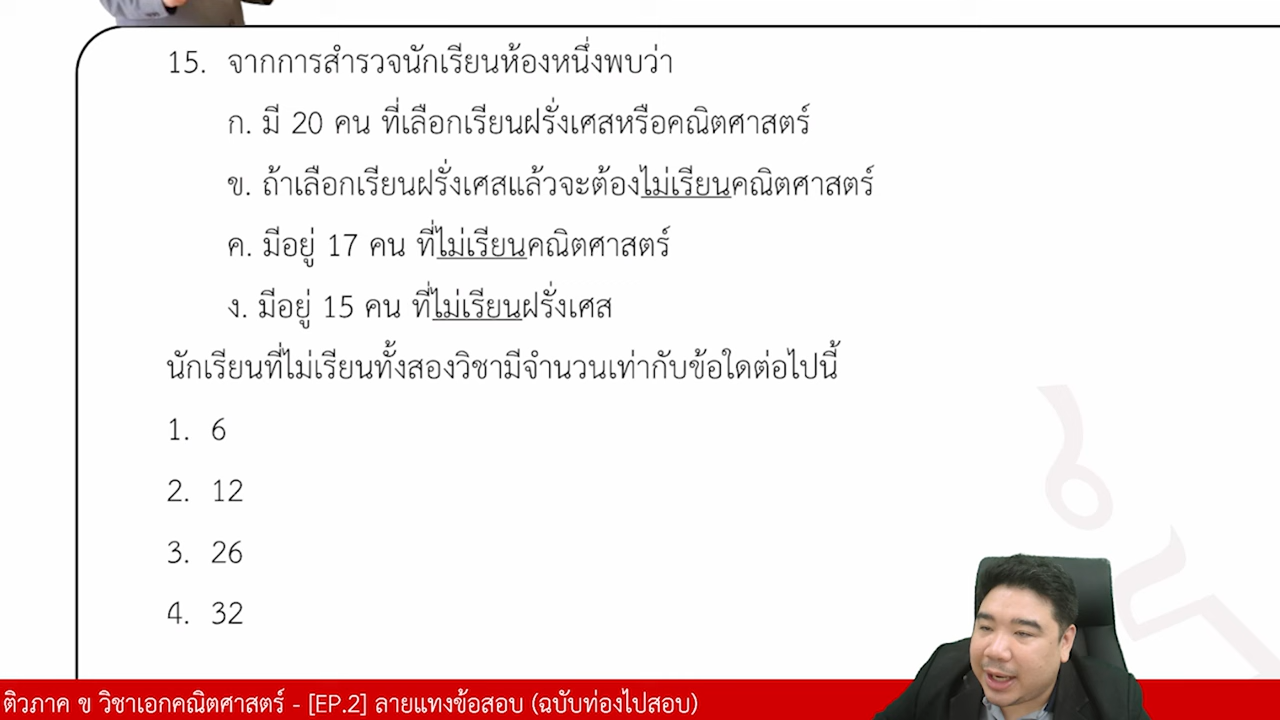 15. จากการสำรวจนักเรียนห้องหนึ่งพบว่า
ก. มี 20 คน ที่เลือกเรียนฝรั่งเศสหรือคณิตศาสตร์
ข. ถ้าเลือกเรียนฝรั่งเศสแล้วจะต้องไม่เรียนคณิตศาสตร์
ค. มีอยู่ 17 คน ที่ไม่เรียนคณิตศาสตร์
ง. มีอยู่ 15 คน ที่ไม่เรียนฝรั่งเศส
นักเรียนที่ไม่เรียนทั้งสองวิชามีจำนวนเท่ากับข้อใดต่อไปนี้
1. 6
2. 12
3. 26
4. 32
ติวภาค ข วิชาเอกคณิตศาสตร์ - [EP.2] ลายแทงข้อสอบ (ฉบับท่องไปสอบ)